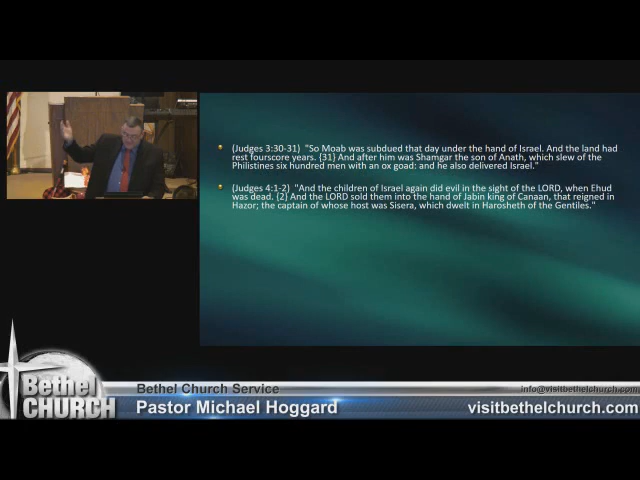 (Judges 3:30-31)  "So Moab was subdued that day under the hand of Israel. And the land had
rest fourscore years. {31} And after him was Shamgar the son of Anath, which slew of the
Philistines six hundred men with an ox goad: and he also delivered Israel."
(Judges 4:1-2)  "And the children of Israel again did evil in the sight of the LORD, when Ehud
was dead. {2} And the LORD sold them into the hand of Jabin king of Canaan, that reigned in
Hazor; the captain of whose host was Sisera, which dwelt in Harosheth of the Gentiles."
Bethel
CHURCH
Bethel Church Service
info@visitbethelchurch.com
Pastor Michael Hoggard
visitbethelchurch.com